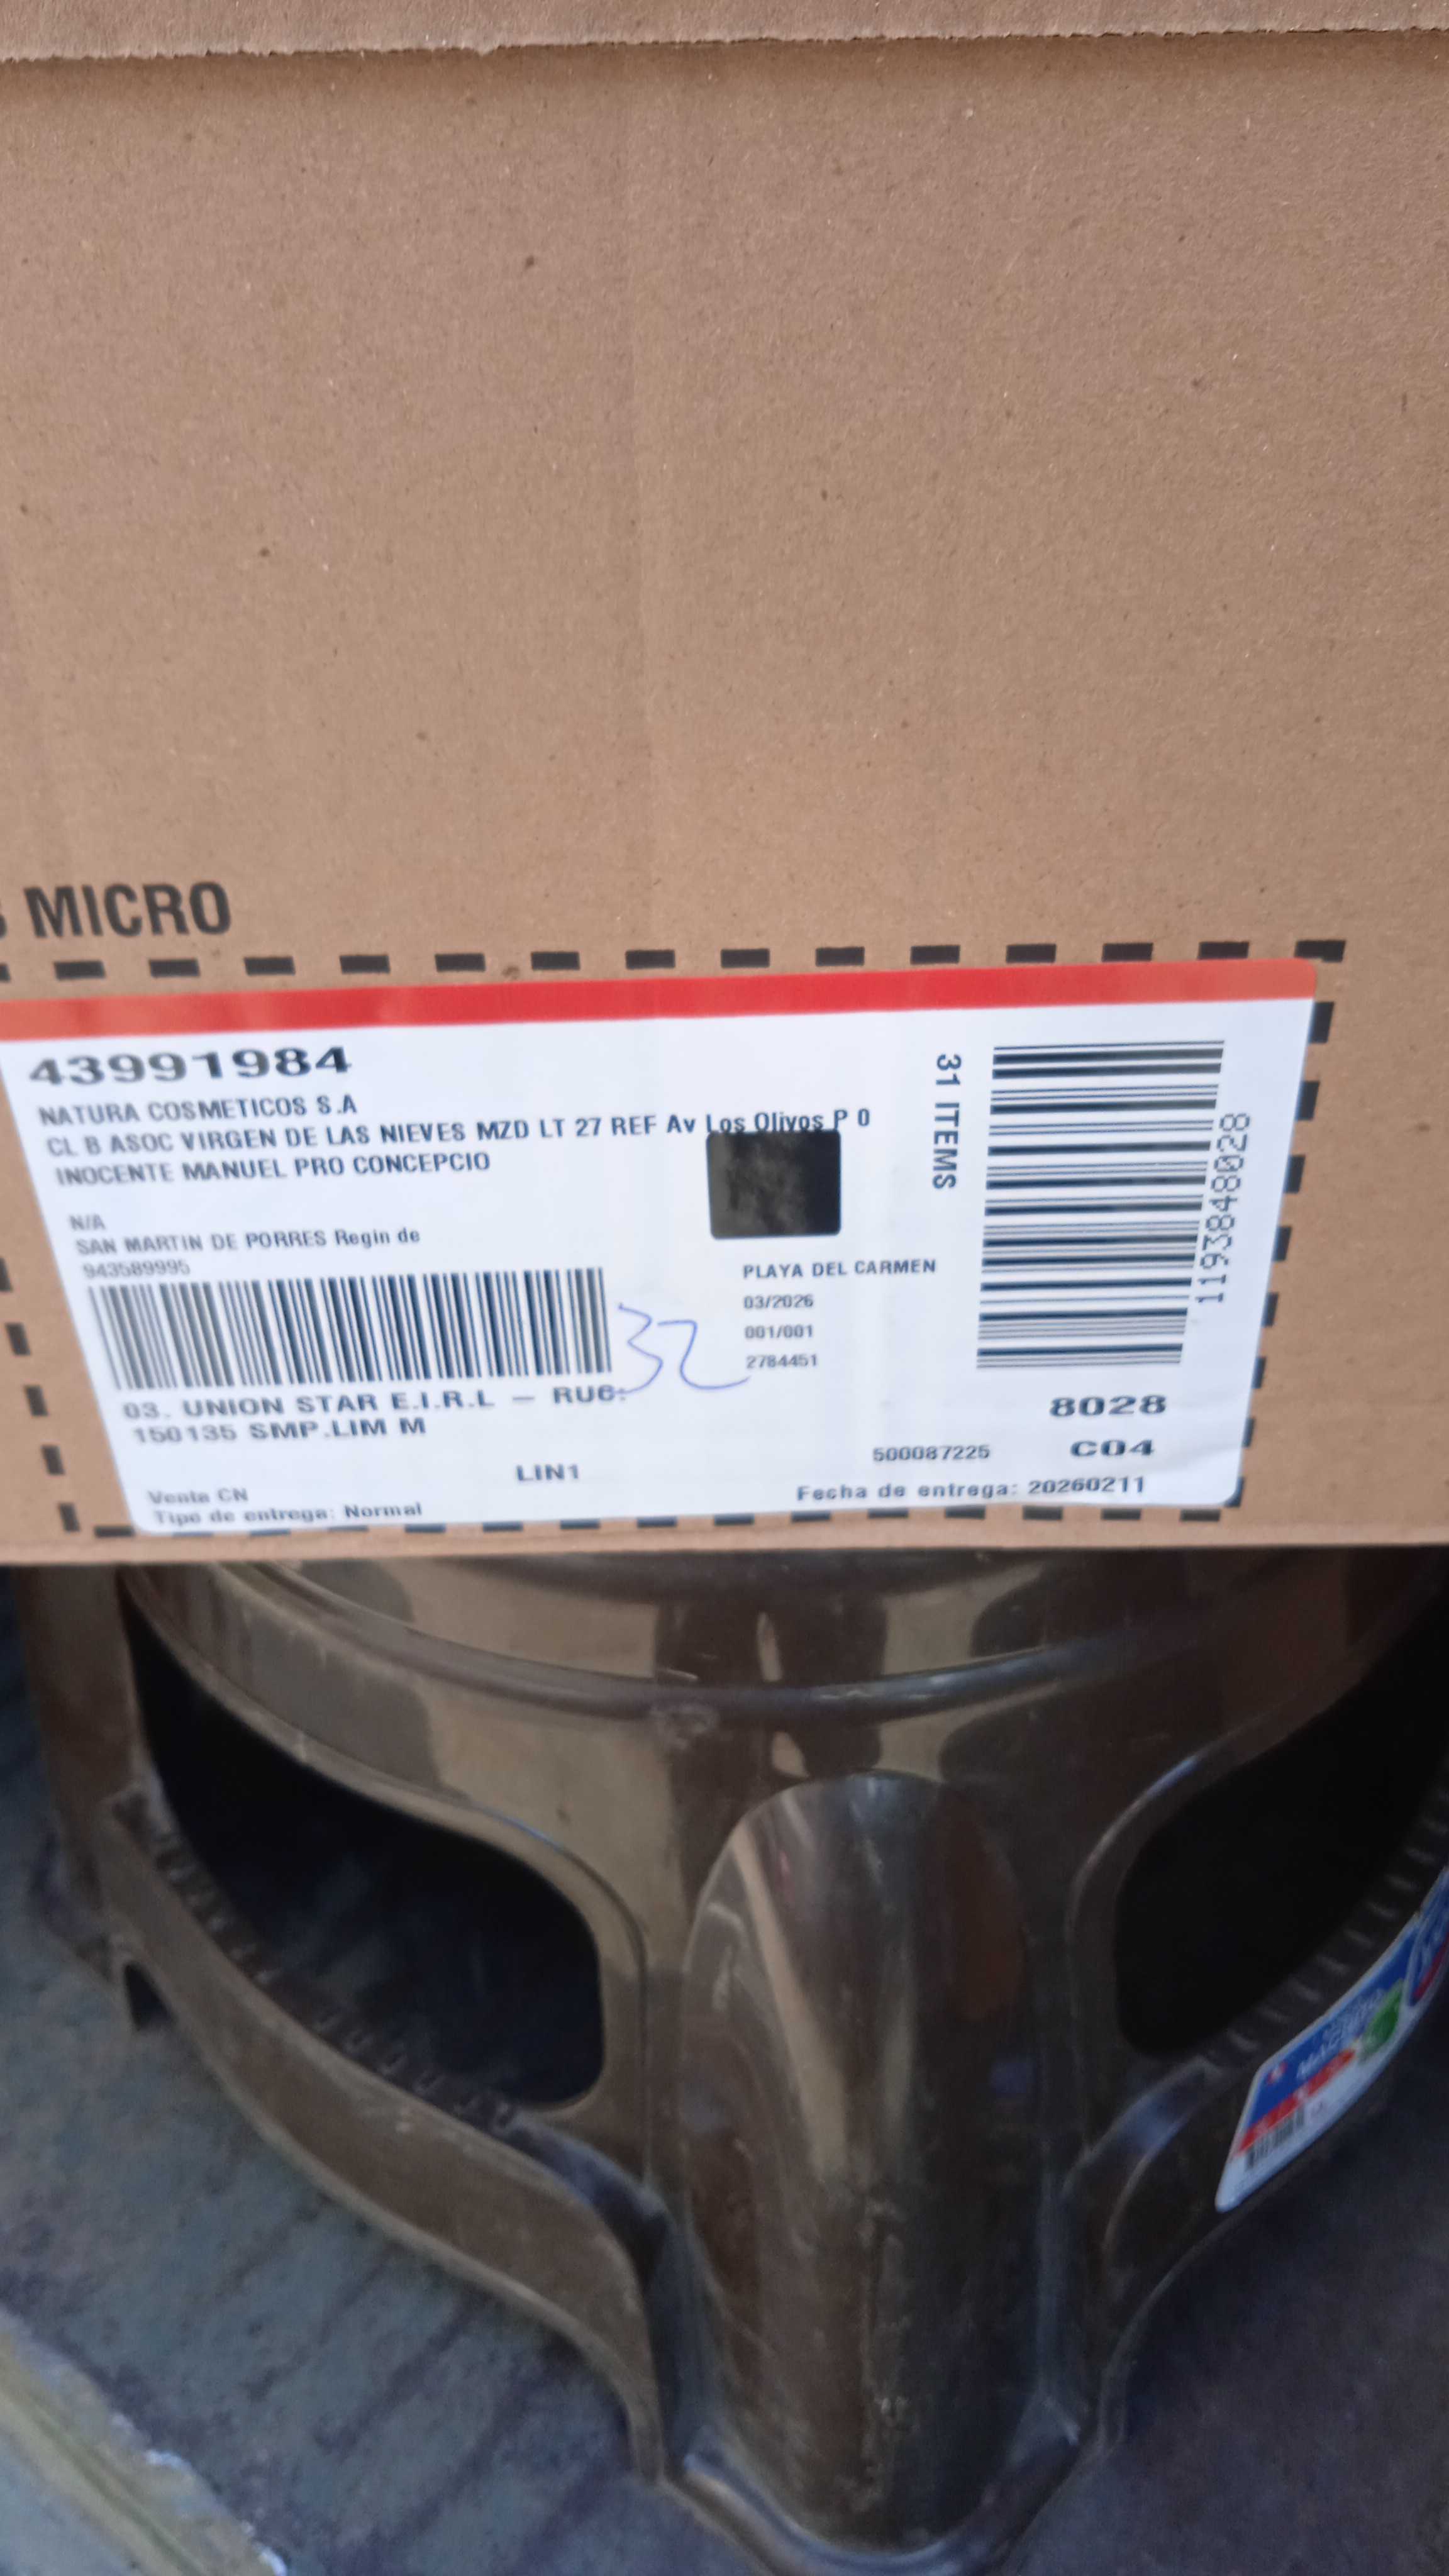 MICRO
43991984
NATURA COSMETICOS S.A
CL B ASOC VIRGEN DE LAS NIEVES MZD LT 27 REF Av Los Olivos P 0
INOCENTE MANUEL PRO CONCEPCIO
N/A
SAN MARTIN DE PORRES Regin de
943589995
31 ITEMS
1193848028
PLAYA DEL CARMEN
03/2026
001/001
2784451
32
03. UNION STAR E.I.R.L – RUC:
150135 SMP.LIM M
8028
500087225 C04
LIN1
Venta CN
Fecha de entrega: 20260211
Tipo de entrega: Normal